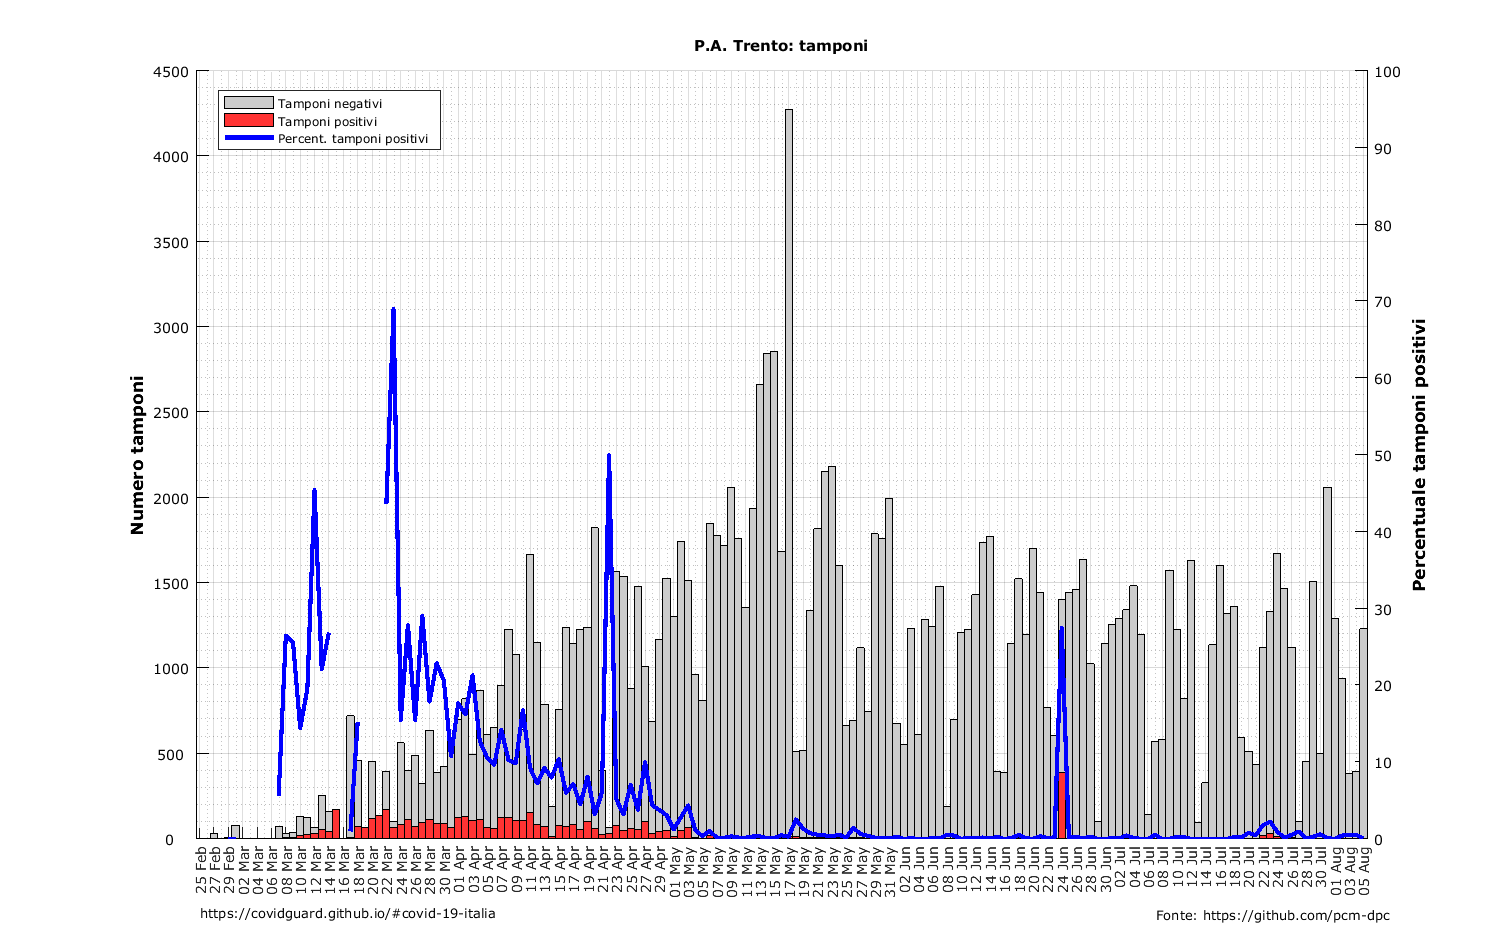 P.A. Trento: tamponi
Tamponi negativi
Tamponi positivi
Percent. tamponi positivi
Numero tamponi
4500
4000
3500
3000
2500
2000
1500
1000
500
0
Percentuale tamponi positivi
100
90
80
70
60
50
40
30
20
10
0
25 Feb
27 Feb
29 Feb
02 Mar
04 Mar
06 Mar
08 Mar
10 Mar
12 Mar
14 Mar
16 Mar
18 Mar
20 Mar
22 Mar
24 Mar
26 Mar
28 Mar
30 Mar
01 Apr
03 Apr
05 Apr
07 Apr
09 Apr
11 Apr
13 Apr
15 Apr
17 Apr
19 Apr
21 Apr
23 Apr
25 Apr
27 Apr
29 Apr
01 May
03 May
05 May
07 May
09 May
11 May
13 May
15 May
17 May
19 May
21 May
23 May
25 May
27 May
29 May
31 May
02 Jun
04 Jun
06 Jun
08 Jun
10 Jun
12 Jun
14 Jun
16 Jun
18 Jun
20 Jun
22 Jun
24 Jun
26 Jun
28 Jun
30 Jun
02 Jul
04 Jul
06 Jul
08 Jul
10 Jul
12 Jul
14 Jul
16 Jul
18 Jul
20 Jul
22 Jul
24 Jul
26 Jul
28 Jul
30 Jul
01 Aug
03 Aug
05 Aug
https://covidguard.github.io/#covid-19-italia
Fonte: https://github.com/pcm-dpc